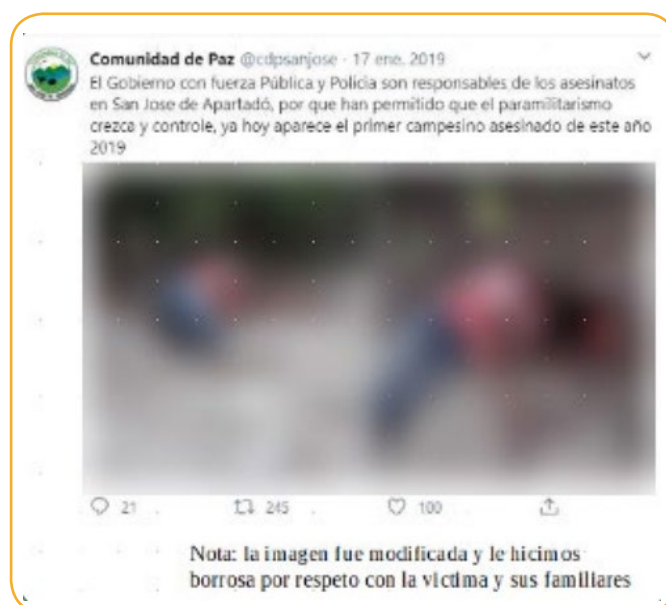 Comunidad de Paz @cdpsanjose · 17 ene. 2019
El Gobierno con fuerza Pública y Policia son responsables de los asesinatos
en San Jose de Apartadó, por que han permitido que el paramilitarismo
crezca y controle, ya hoy aparece el primer campesino asesinado de este año
2019
21 245 100
Nota: la imagen fue modificada y le hicimos
borrosa por respeto con la victima y sus familiares